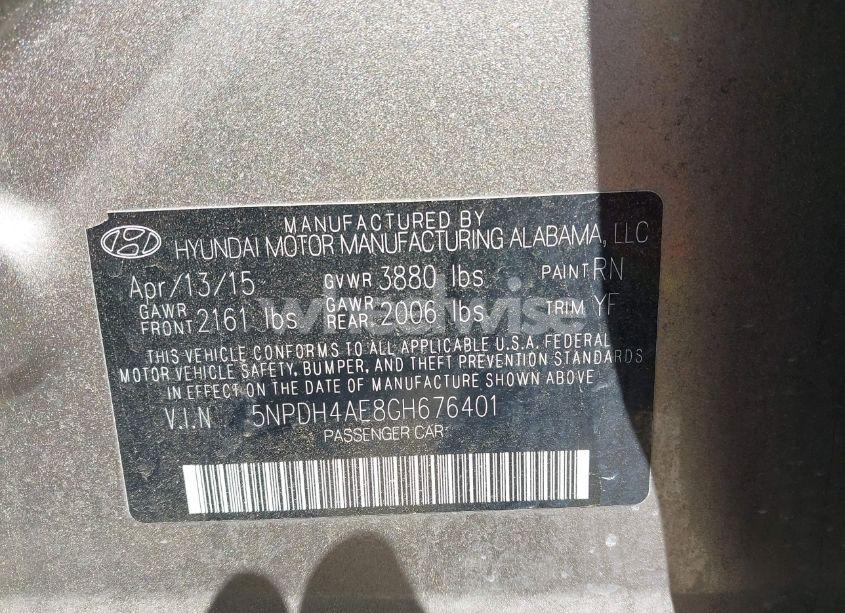 MANUFACTURED BY
HYUNDAI MOTOR MANUFACTURING ALABAMA, LLC
Apr/13/15 GVWR 3880 lbs PAINT RN
GAWR FRONT 2161 lbs GAWR REAR 2006 lbs TRIM YF
wheelwise
THIS VEHICLE CONFORMS TO ALL APPLICABLE U.S.A. FEDERAL
MOTOR VEHICLE SAFETY, BUMPER, AND THEFT PREVENTION STANDARDS
IN EFFECT ON THE DATE OF MANUFACTURE SHOWN ABOVE
V.I.N 5NPDH4AE8GH676401
PASSENGER CAR